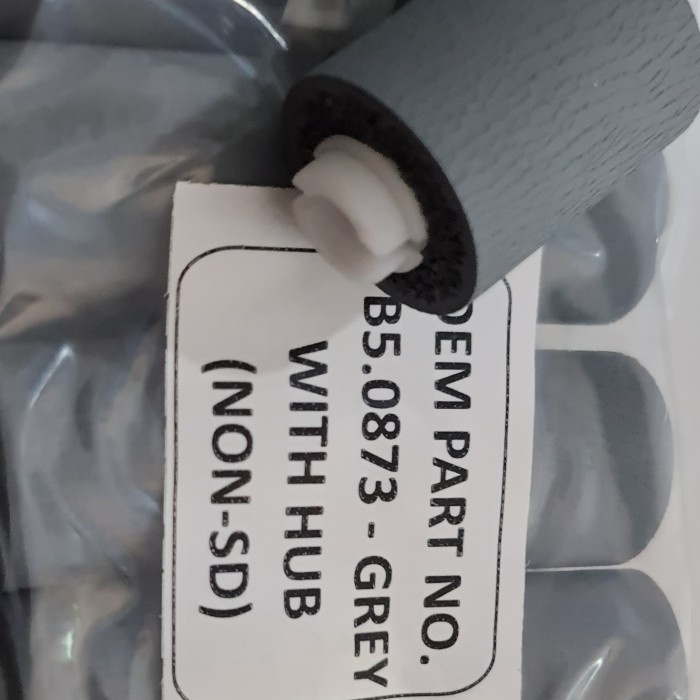 OEM PART NO.
B5.0873 - GREY
WITH HUB
(NON-SD)